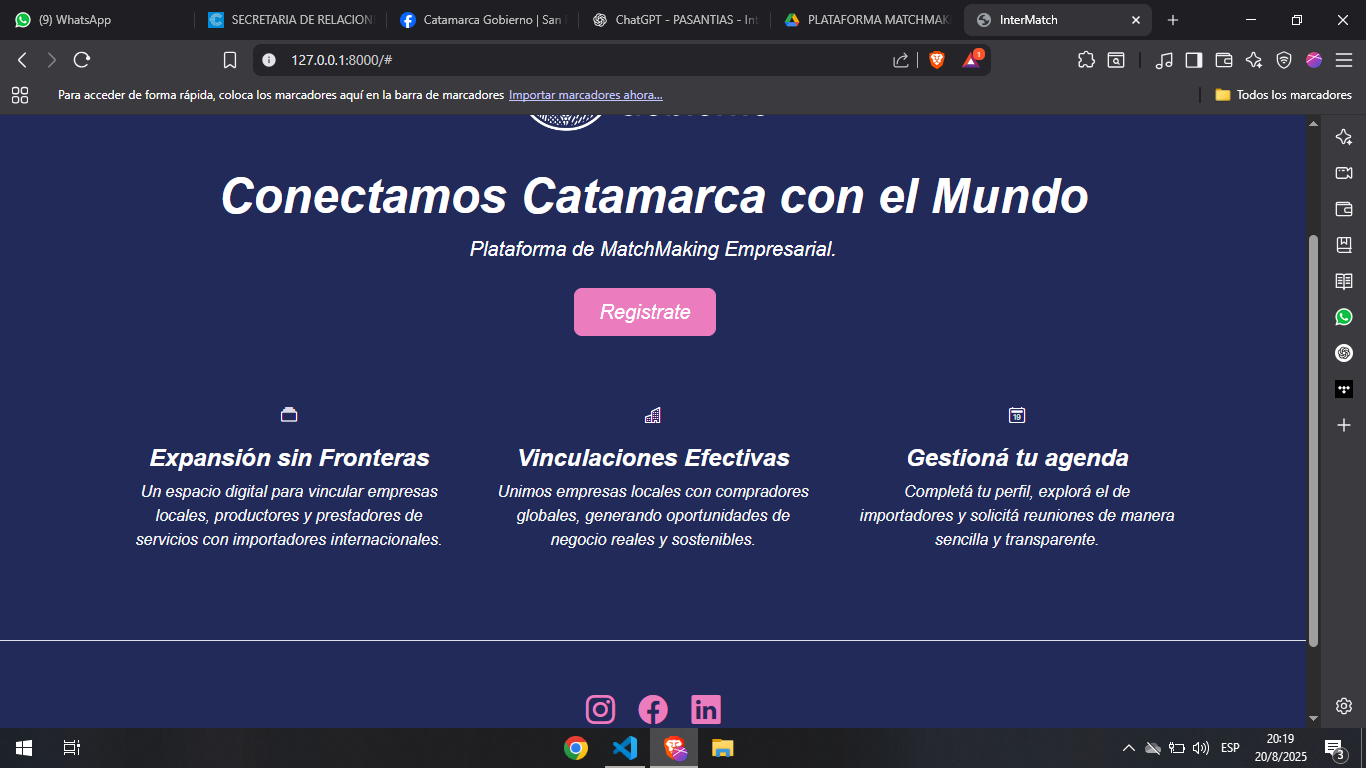 (9) WhatsApp
SECRETARIA DE RELACION
Catamarca Gobierno | San
ChatGPT - PASANTIAS - Int
PLATAFORMA MATCHMAK
InterMatch
127.0.0.1:8000/#
1
Para acceder de forma rápida, coloca los marcadores aquí en la barra de marcadores Importar marcadores ahora...
Todos los marcadores
Conectamos Catamarca con el Mundo
Plataforma de MatchMaking Empresarial.
Registrate
19
Expansión sin Fronteras
Un espacio digital para vincular empresas
locales, productores y prestadores de
servicios con importadores internacionales.
Vinculaciones Efectivas
Unimos empresas locales con compradores
globales, generando oportunidades de
negocio reales y sostenibles.
Gestioná tu agenda
Completá tu perfil, explorá el de
importadores y solicitá reuniones de manera
sencilla y transparente.
ESP
20:19
20/8/2025
3